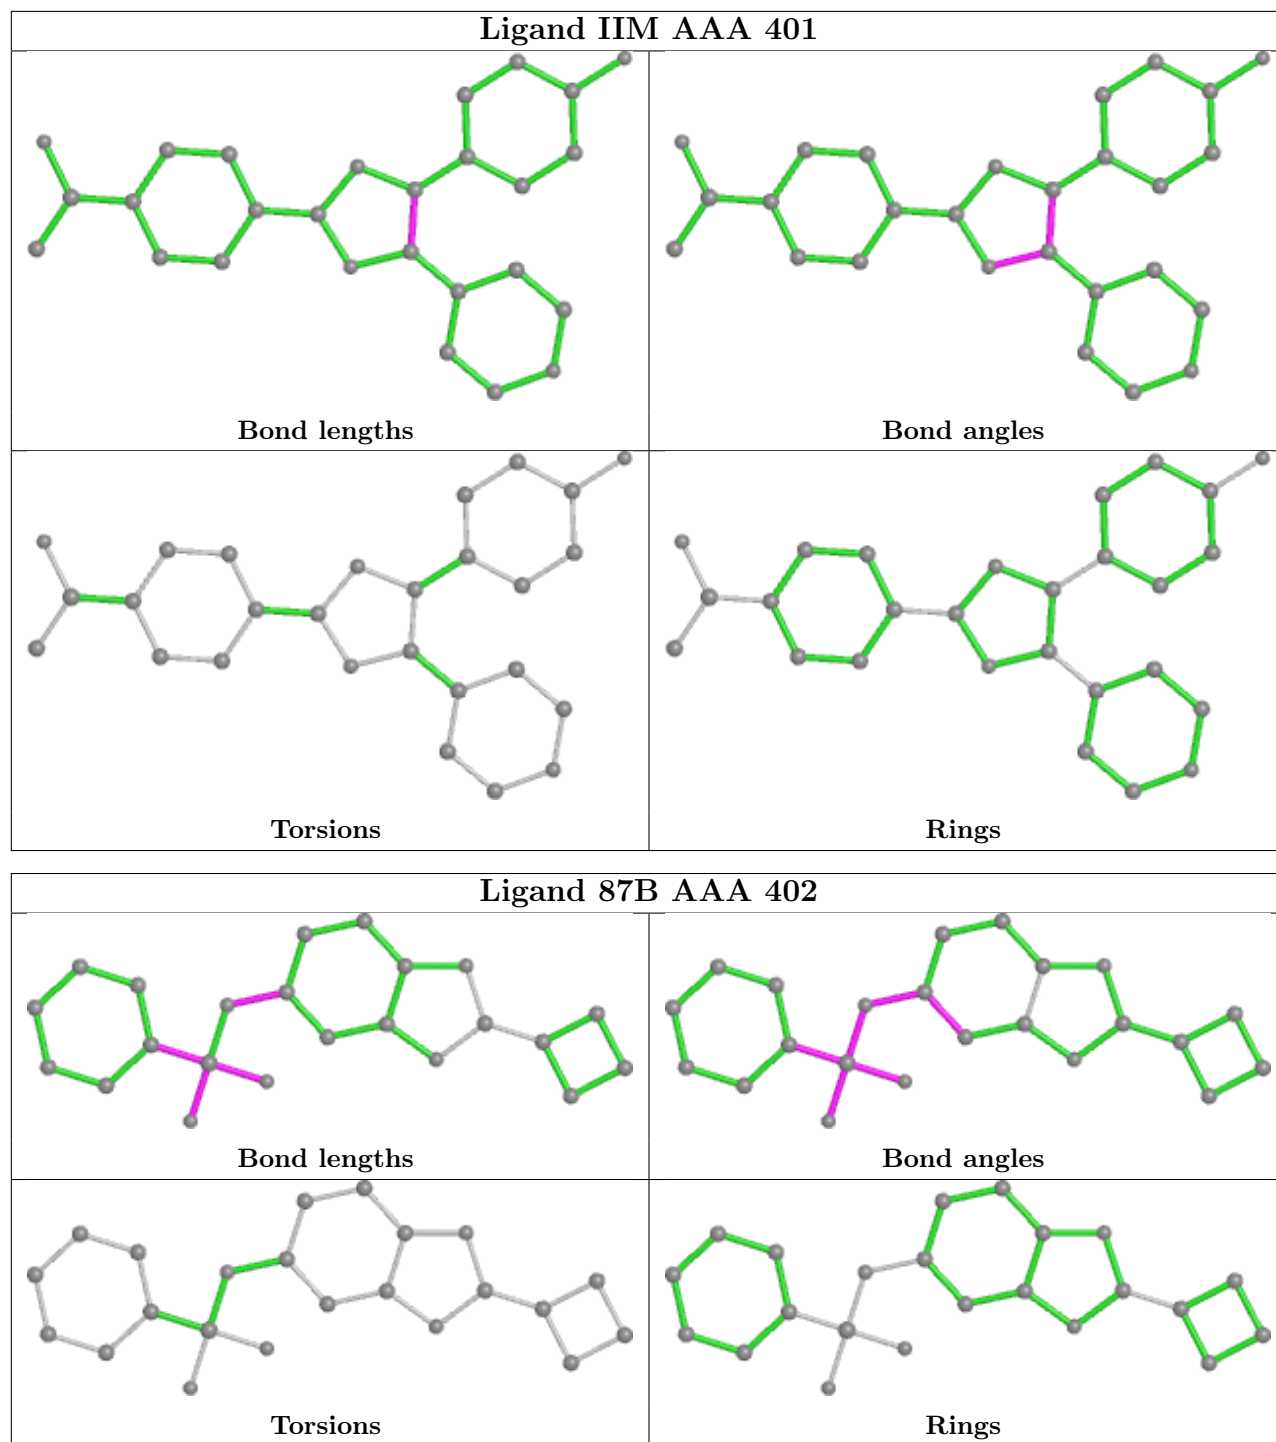 Ligand IIM AAA 401
Bond lengths
Bond angles
Torsions
Rings
Ligand 87B AAA 402
Bond lengths
Bond angles
Torsions
Rings